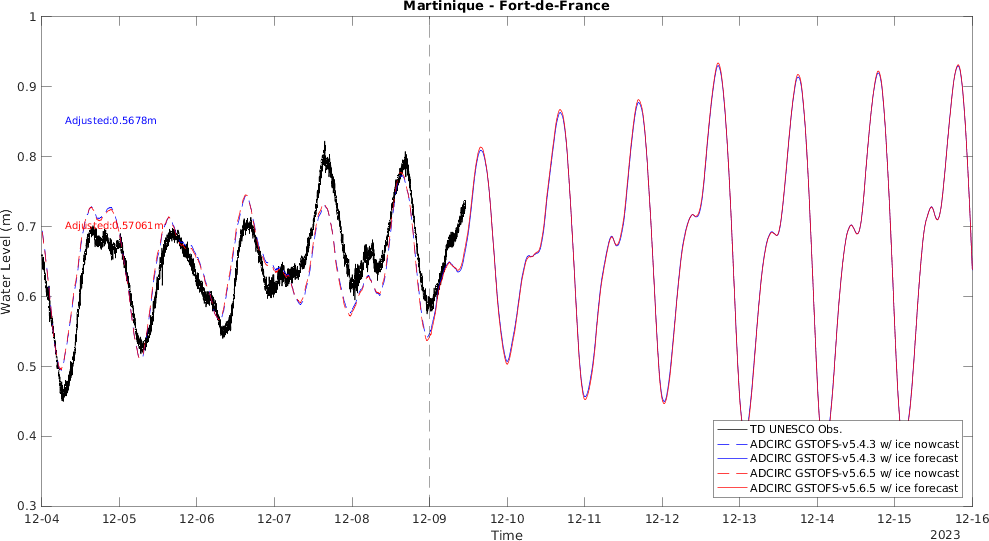 Martinique - Fort-de-France
1
0.9
0.8
0.7
0.6
0.5
0.4
0.3
Water Level (m)
Adjusted:0.5678m
Adjusted:0.57061m
TD UNESCO Obs.
ADCIRC GSTOFS-v5.4.3 w/ ice nowcast
ADCIRC GSTOFS-v5.4.3 w/ ice forecast
ADCIRC GSTOFS-v5.6.5 w/ ice nowcast
ADCIRC GSTOFS-v5.6.5 w/ ice forecast
12-04 12-05 12-06 12-07 12-08 12-09 12-10 12-11 12-12 12-13 12-14 12-15 12-16
Time
2023